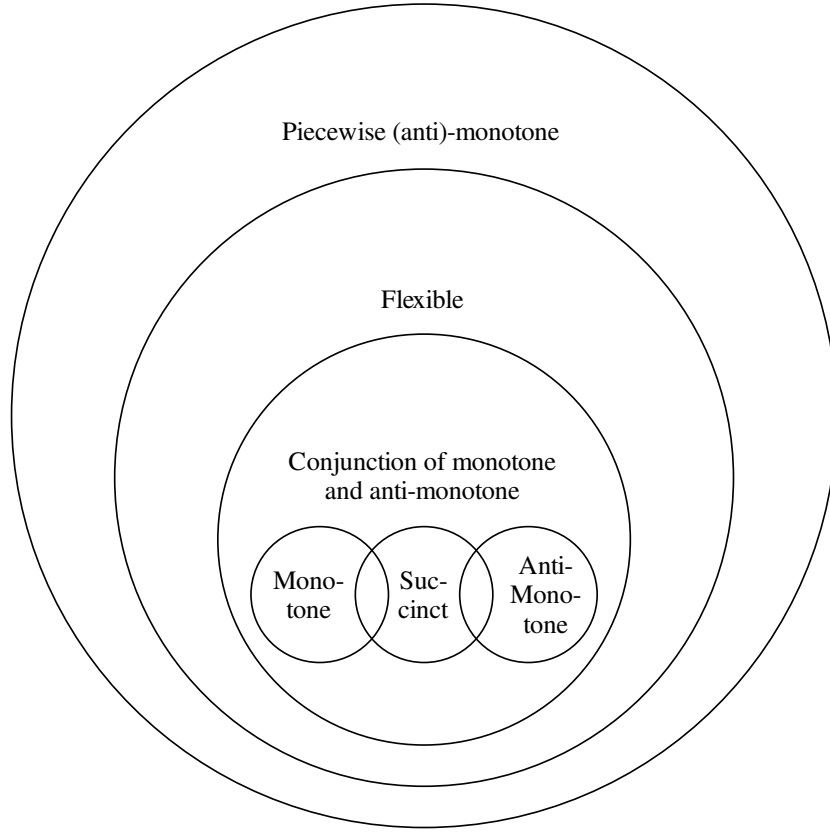 Piecewise (anti)-monotone
Flexible
Conjunction of monotone
and anti-monotone
Mono-
tone
Suc-
cinct
Anti-
Mono-
tone